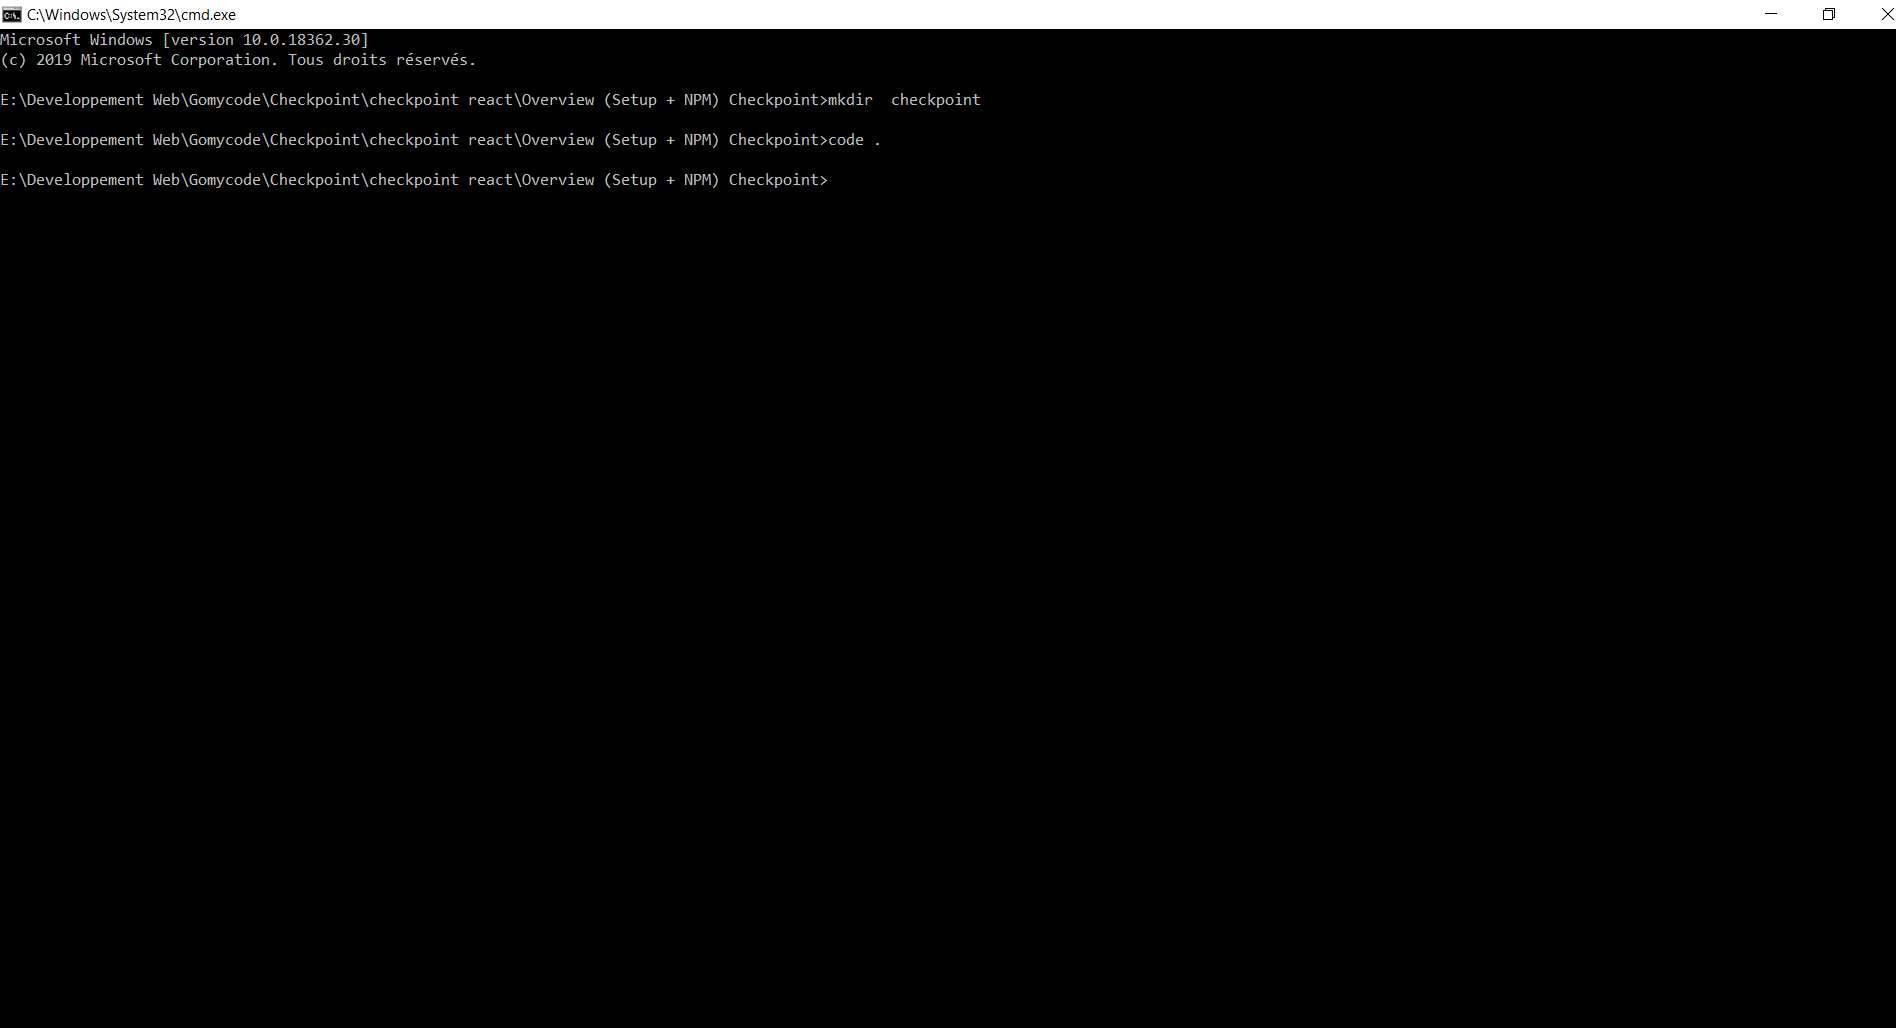 C:\Windows\System32\cmd.exe
Microsoft Windows [version 10.0.18362.30]
(c) 2019 Microsoft Corporation. Tous droits réservés.
E:\Developpement Web\Gomycode\Checkpoint\checkpoint react\Overview (Setup + NPM) Checkpoint>mkdir  checkpoint
E:\Developpement Web\Gomycode\Checkpoint\checkpoint react\Overview (Setup + NPM) Checkpoint>code .
E:\Developpement Web\Gomycode\Checkpoint\checkpoint react\Overview (Setup + NPM) Checkpoint>